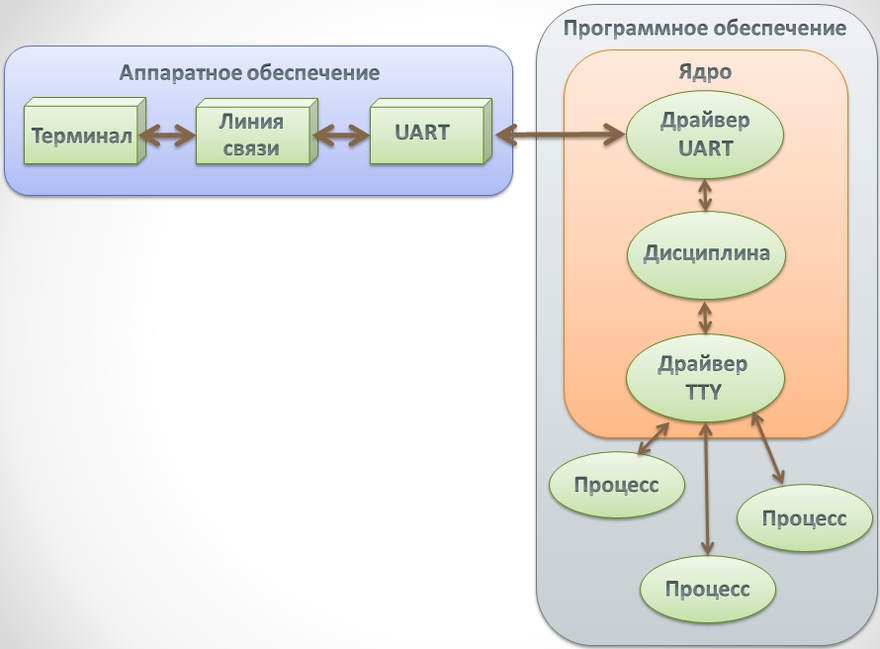 Программное обеспечение
Аппаратное обеспечение
Ядро
Терминал
Линия
связи
UART
Драйвер
UART
Дисциплина
Драйвер
TTY
Процесс
Процесс
Процесс